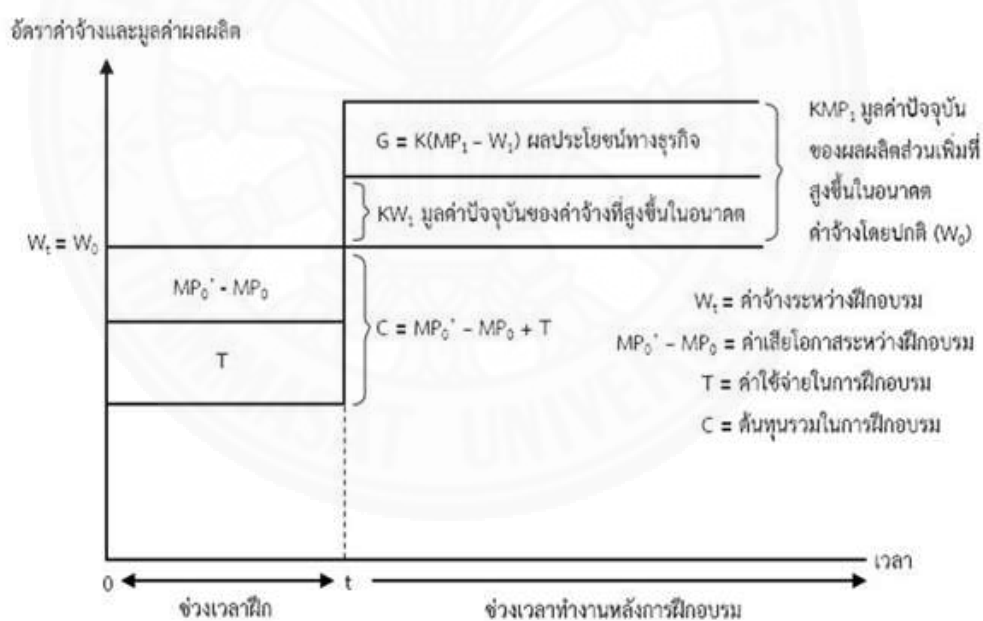 อัตราค่าจ้างและมูลค่าผลผลิต
G = K(MP₁ – W₁) ผลประโยชน์ทางธุรกิจ
KMP₁ มูลค่าปัจจุบัน
ของผลผลิตส่วนเพิ่มที่
สูงขึ้นในอนาคต
ค่าจ้างโดยปกติ (W₀)
KW₁ มูลค่าปัจจุบันของค่าจ้างที่สูงขึ้นในอนาคต
Wₜ = W₀
MP₀' - MP₀
T
C = MP₀' – MP₀ + T
Wₜ = ค่าจ้างระหว่างฝึกอบรม
MP₀' – MP₀ = ค่าเสียโอกาสระหว่างฝึกอบรม
T = ค่าใช้จ่ายในการฝึกอบรม
C = ต้นทุนรวมในการฝึกอบรม
THAMMASAT UNIVERSITY
เวลา
0
t
ช่วงเวลาฝึก
ช่วงเวลาทำงานหลังการฝึกอบรม